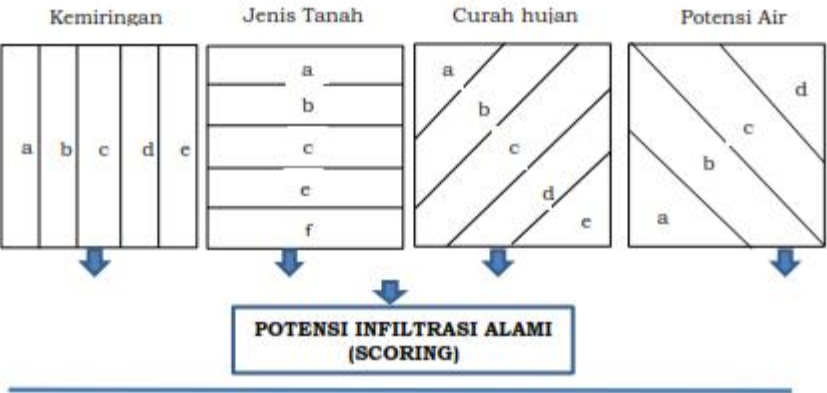 Kemiringan
Jenis Tanah
Curah hujan
Potensi Air
a b c d e
a
b
c
e
f
a
b
c
d
e
d
c
b
a
POTENSI INFILTRASI ALAMI
(SCORING)